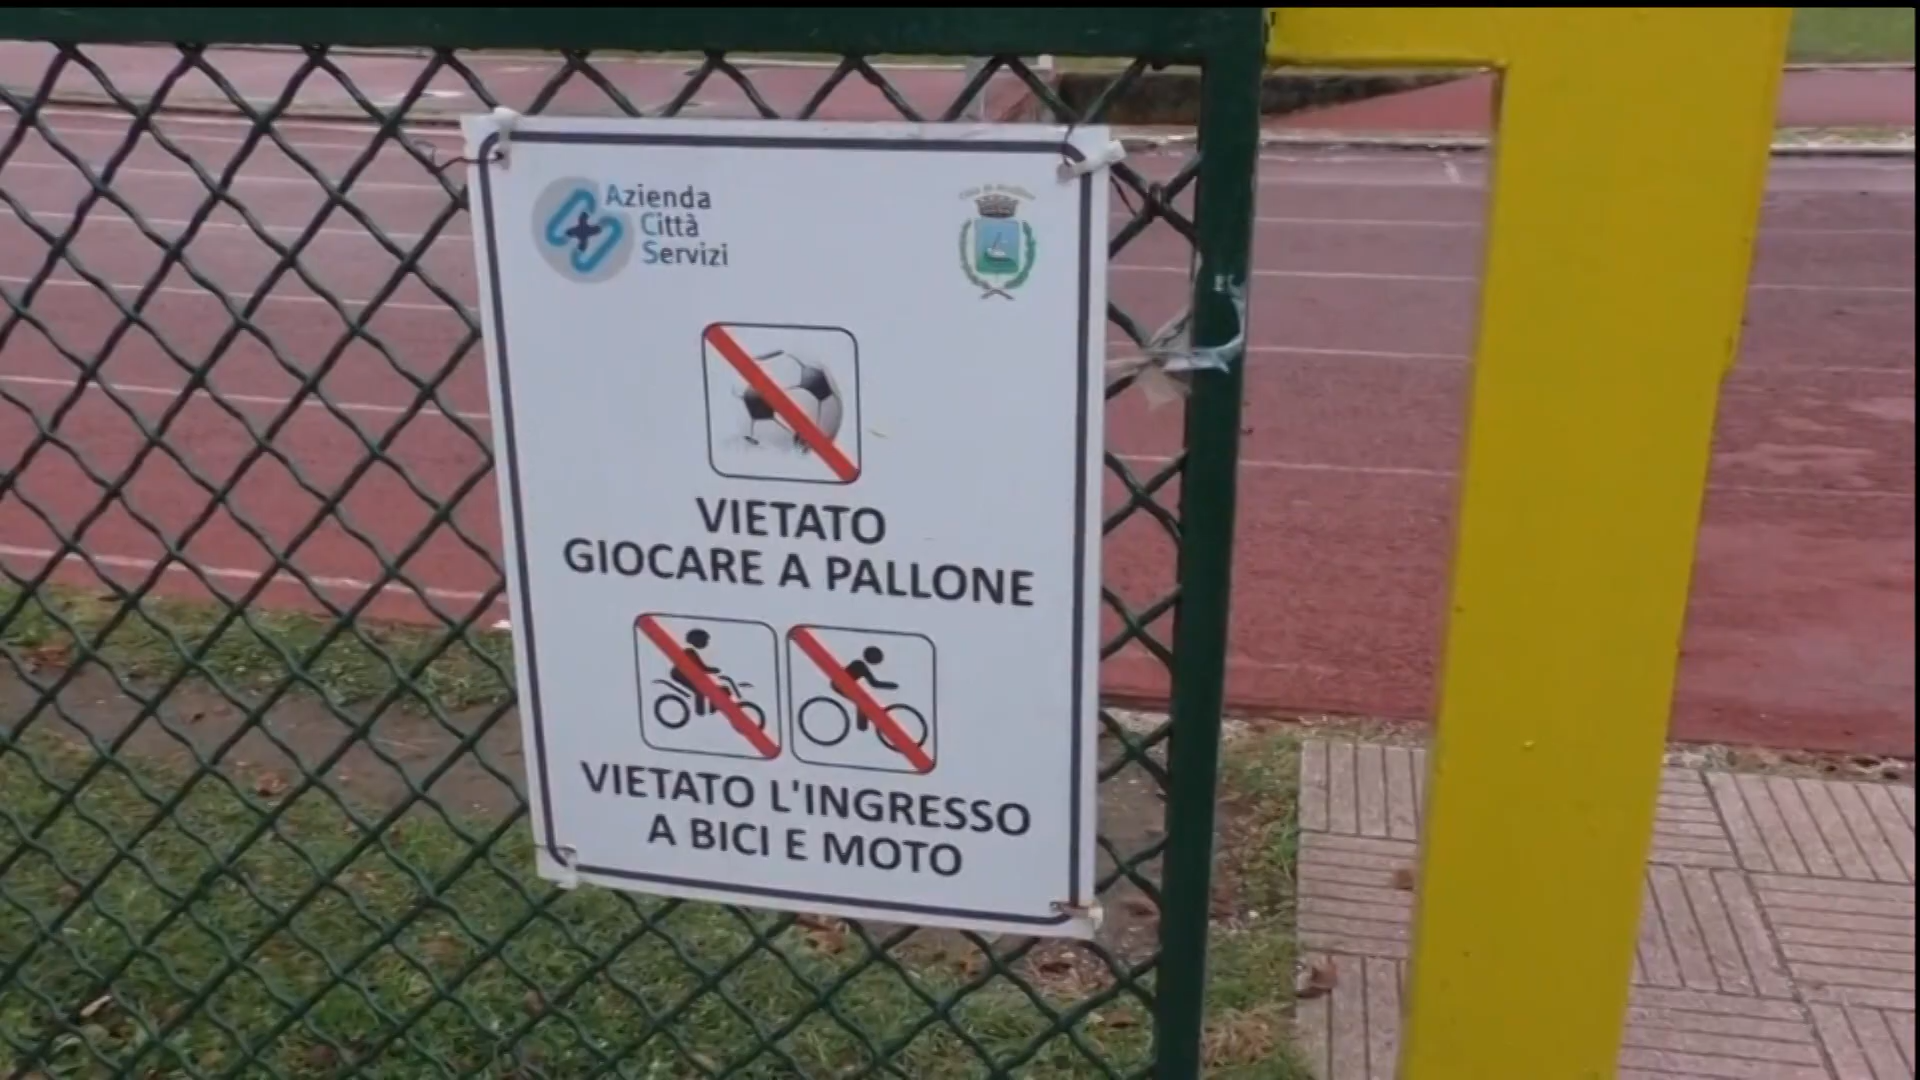 Azienda
Città
Servizi
VIETATO
GIOCARE A PALLONE
VIETATO L'INGRESSO
A BICI E MOTO